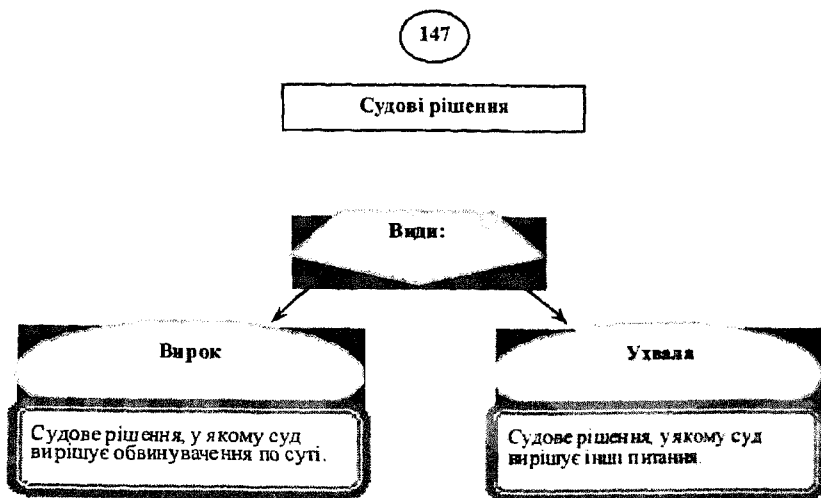 147
Судові рішення
Види:
Вирок
Судове рішення, у якому суд
вирішує обвинувачення по суті.
Ухвала
Судове рішення, у якому суд
вирішує інші питання.